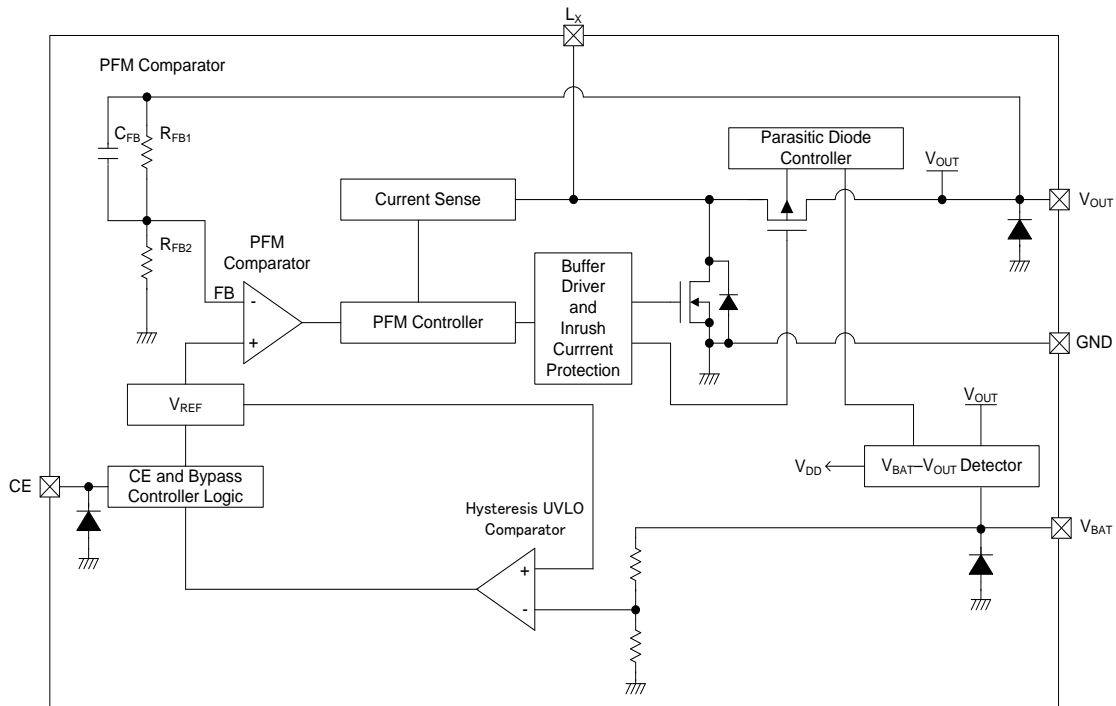 LX
PFM Comparator
CFB
RFB1
Parasitic Diode
Controller
VOUT
Current Sense
VOUT
RFB2
PFM
Comparator
Buffer
Driver
and
Inrush
Currrent
Protection
FB
-
+
PFM Controller
GND
VREF
VOUT
CE
CE and Bypass
Controller Logic
VDD
VBAT–VOUT Detector
Hysteresis UVLO
Comparator
VBAT
+
-